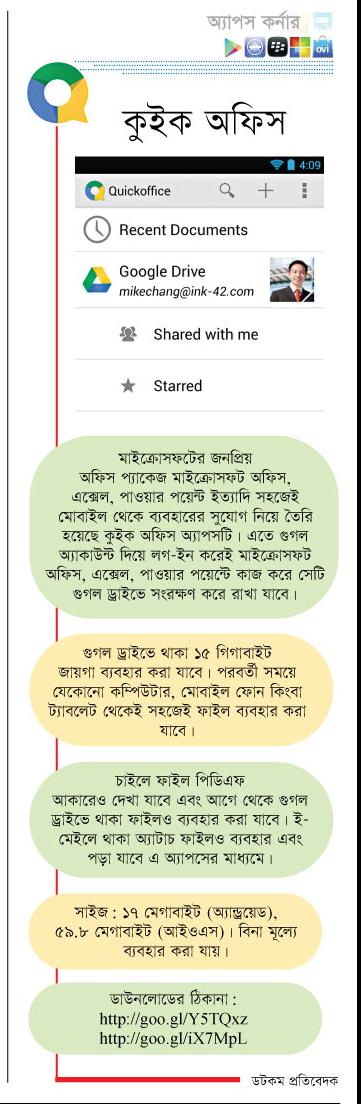 অ্যাপস কর্নার
ovi
কুইক অফিস
4:09
Quickoffice
Recent Documents
Google Drive
mikechang@ink-42.com
Shared with me
Starred
মাইক্রোসফটের জনপ্রিয়
অফিস প্যাকেজ মাইক্রোসফট অফিস,
এক্সেল, পাওয়ার পয়েন্ট ইত্যাদি সহজেই
মোবাইল থেকে ব্যবহারের সুযোগ নিয়ে তৈরি
হয়েছে কুইক অফিস অ্যাপসটি। এতে গুগল
অ্যাকাউন্ট দিয়ে লগ-ইন করেই মাইক্রোসফট
অফিস, এক্সেল, পাওয়ার পয়েন্টে কাজ করে সেটি
গুগল ড্রাইভে সংরক্ষণ করে রাখা যাবে।
গুগল ড্রাইভে থাকা ১৫ গিগাবাইট
জায়গা ব্যবহার করা যাবে। পরবর্তী সময়ে
যেকোনো কম্পিউটার, মোবাইল ফোন কিংবা
ট্যাবলেট থেকেই সহজেই ফাইল ব্যবহার করা
যাবে।
চাইলে ফাইল পিডিএফ
আকারেও দেখা যাবে এবং আগে থেকে গুগল
ড্রাইভে থাকা ফাইলও ব্যবহার করা যাবে। ই-
মেইলে থাকা অ্যাটাচ ফাইলও ব্যবহার এবং
পড়া যাবে এ অ্যাপসের মাধ্যমে।
সাইজ : ১৭ মেগাবাইট (অ্যান্ড্রয়েড),
৫৯.৮ মেগাবাইট (আইওএস)। বিনা মূল্যে
ব্যবহার করা যায়।
ডাউনলোডের ঠিকানা :
http://goo.gl/Y5TQxz
http://goo.gl/iX7MpL
ডটকম প্রতিবেদক